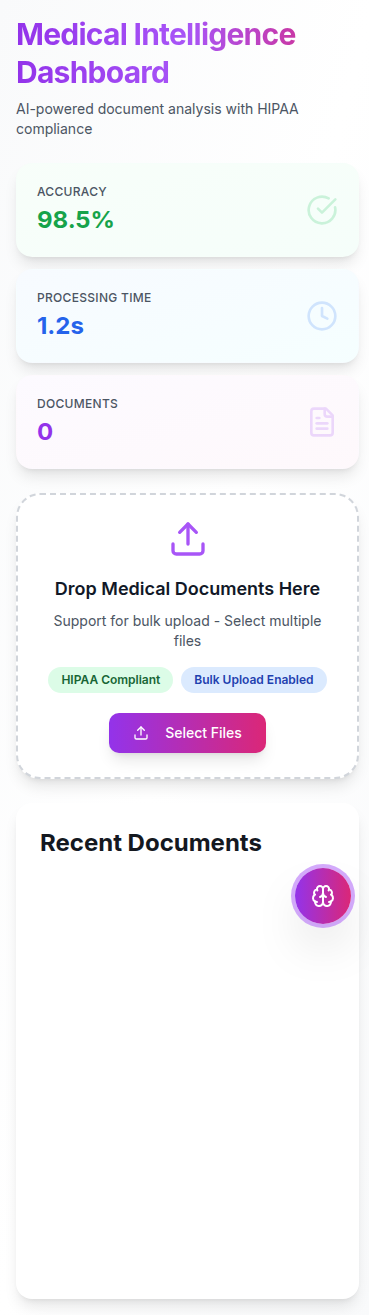 Medical Intelligence
Dashboard
AI-powered document analysis with HIPAA
compliance
ACCURACY
98.5%
PROCESSING TIME
1.2s
DOCUMENTS
0
Drop Medical Documents Here
Support for bulk upload - Select multiple
files
HIPAA Compliant
Bulk Upload Enabled
Select Files
Recent Documents